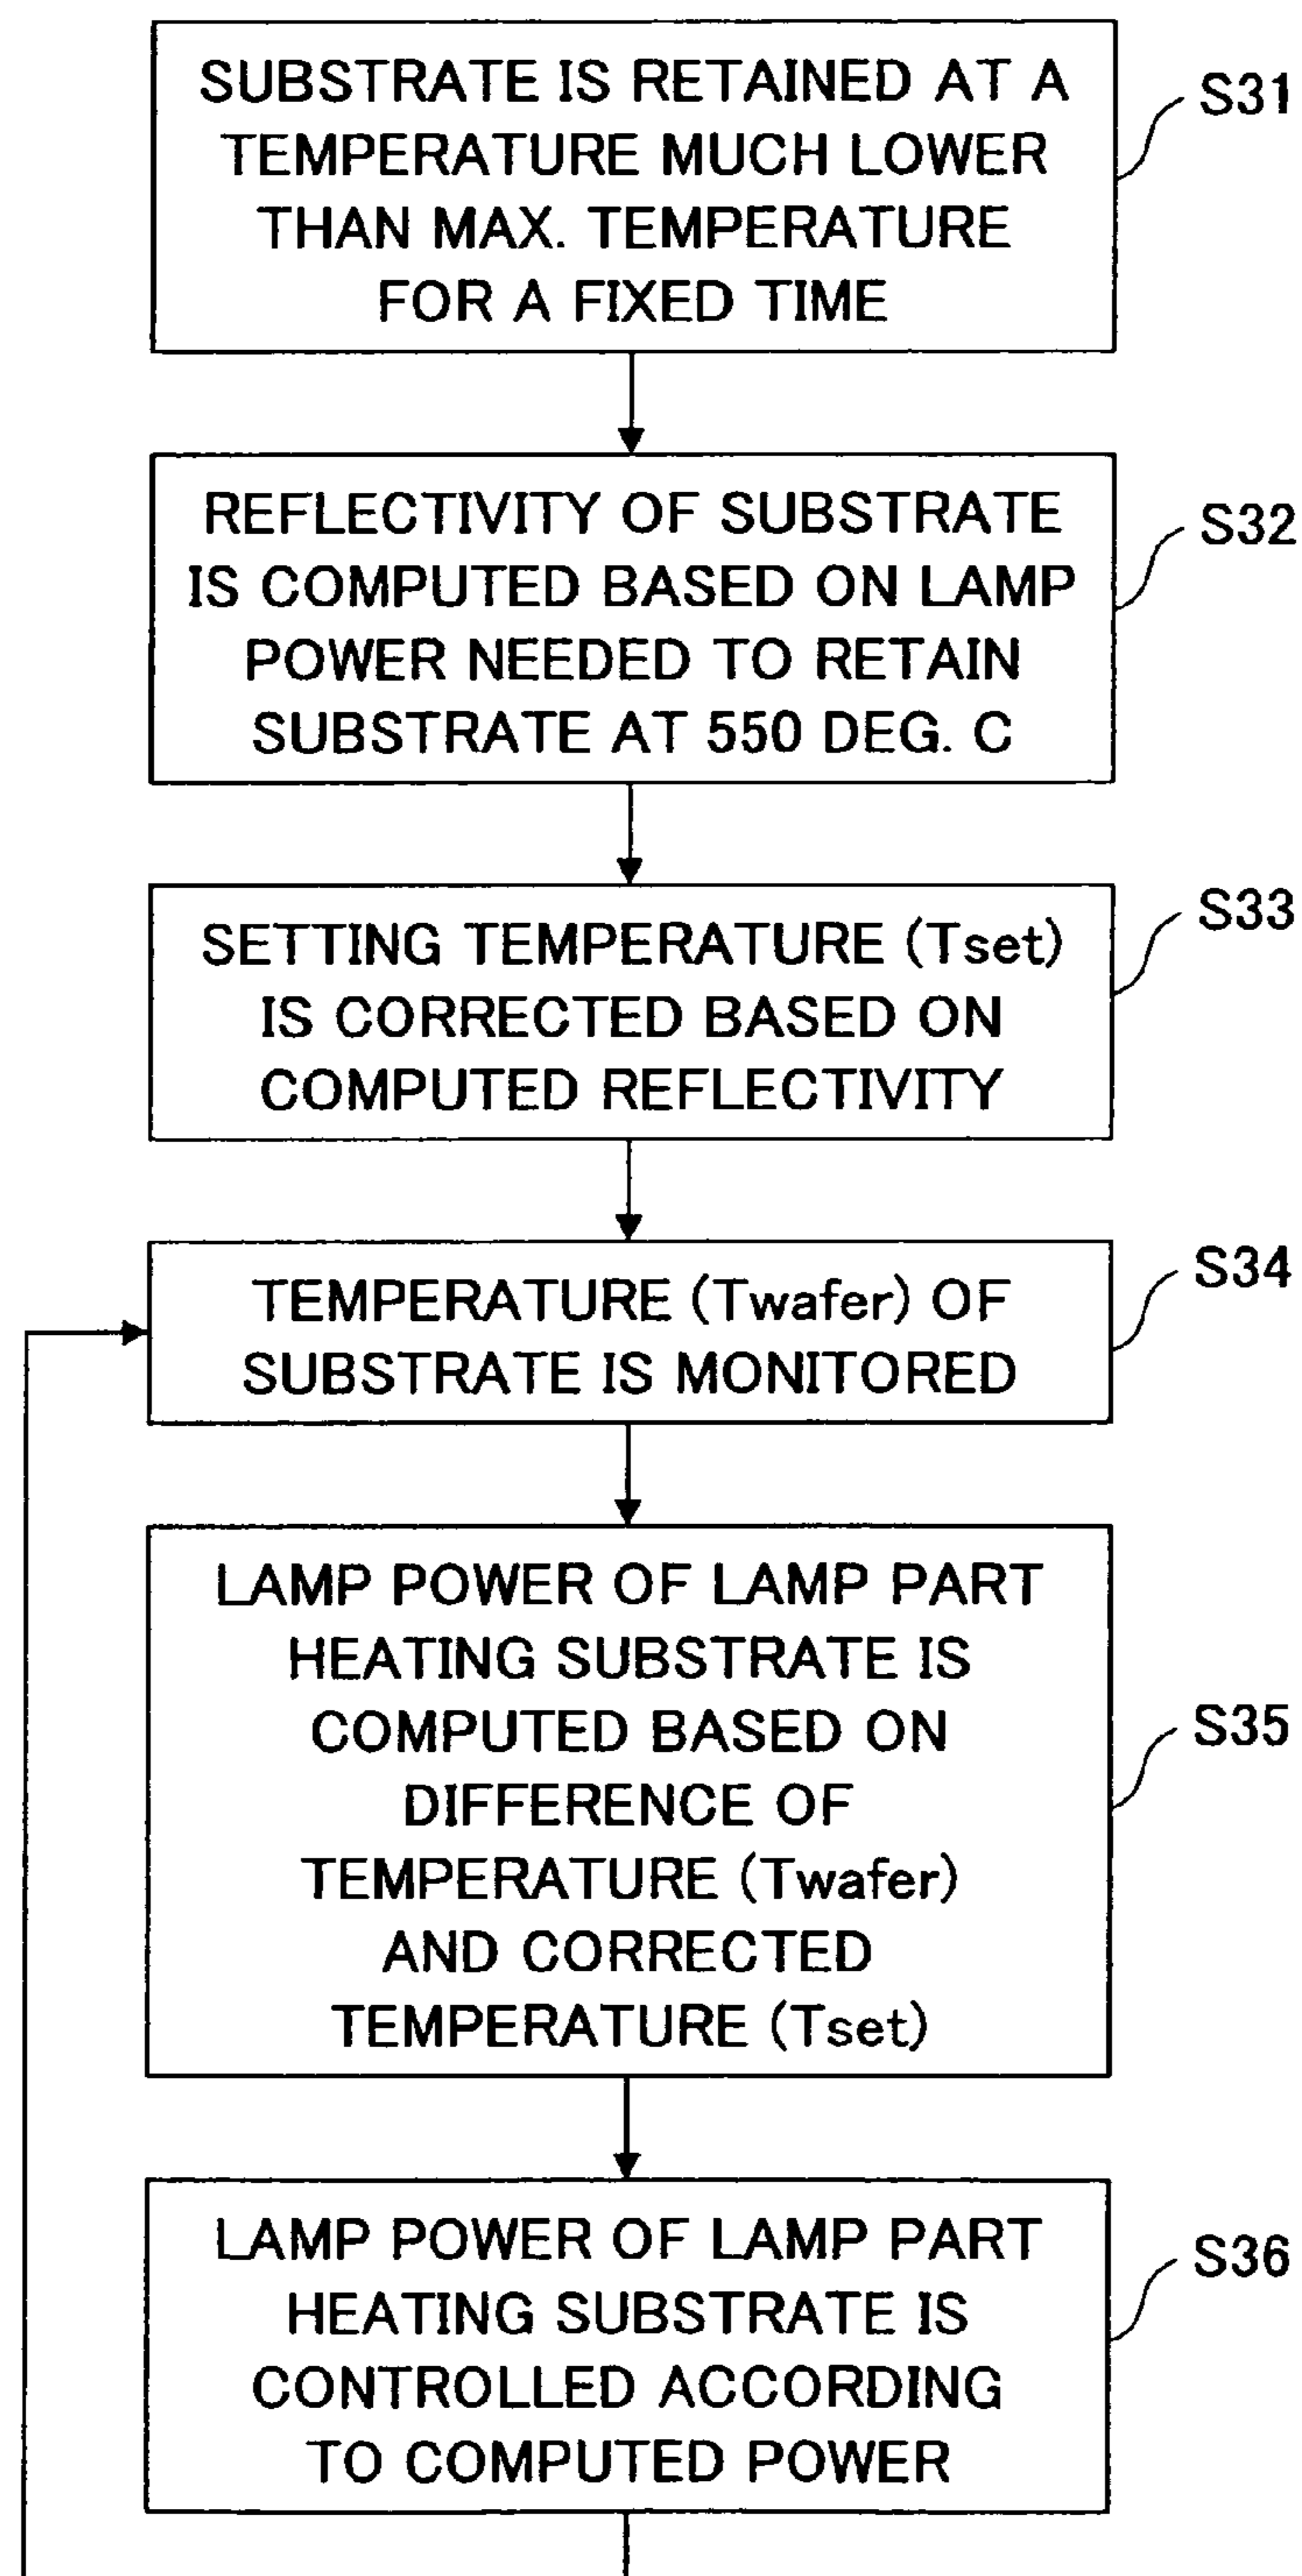 SUBSTRATE IS RETAINED AT A
TEMPERATURE MUCH LOWER
THAN MAX. TEMPERATURE
FOR A FIXED TIME
S31
REFLECTIVITY OF SUBSTRATE
IS COMPUTED BASED ON LAMP
POWER NEEDED TO RETAIN
SUBSTRATE AT 550 DEG. C
S32
SETTING TEMPERATURE (Tset)
IS CORRECTED BASED ON
COMPUTED REFLECTIVITY
S33
TEMPERATURE (Twafer) OF
SUBSTRATE IS MONITORED
S34
LAMP POWER OF LAMP PART
HEATING SUBSTRATE IS
COMPUTED BASED ON
DIFFERENCE OF
TEMPERATURE (Twafer)
AND CORRECTED
TEMPERATURE (Tset)
S35
LAMP POWER OF LAMP PART
HEATING SUBSTRATE IS
CONTROLLED ACCORDING
TO COMPUTED POWER
S36